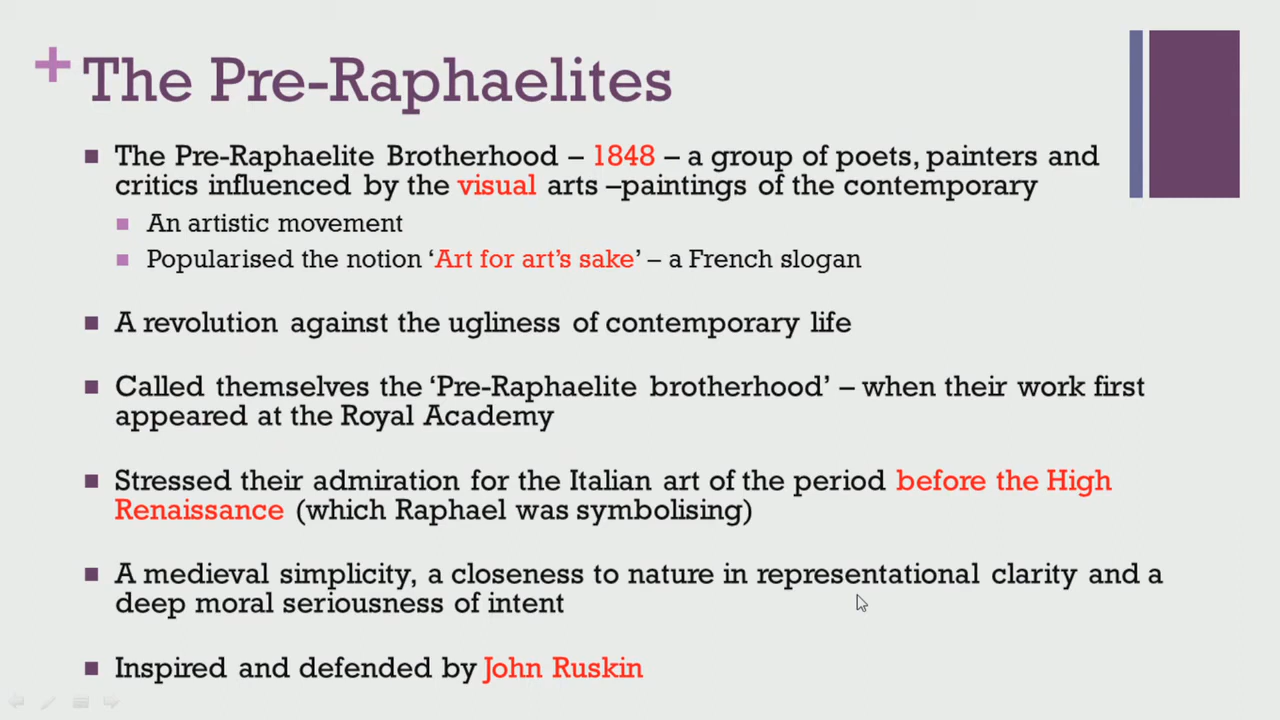 The Pre-Raphaelites
The Pre-Raphaelite Brotherhood – 1848 – a group of poets, painters and
critics influenced by the visual arts –paintings of the contemporary
An artistic movement
Popularised the notion ‘Art for art’s sake’ – a French slogan
A revolution against the ugliness of contemporary life
Called themselves the ‘Pre-Raphaelite brotherhood’ – when their work first
appeared at the Royal Academy
Stressed their admiration for the Italian art of the period before the High
Renaissance (which Raphael was symbolising)
A medieval simplicity, a closeness to nature in representational clarity and a
deep moral seriousness of intent
Inspired and defended by John Ruskin